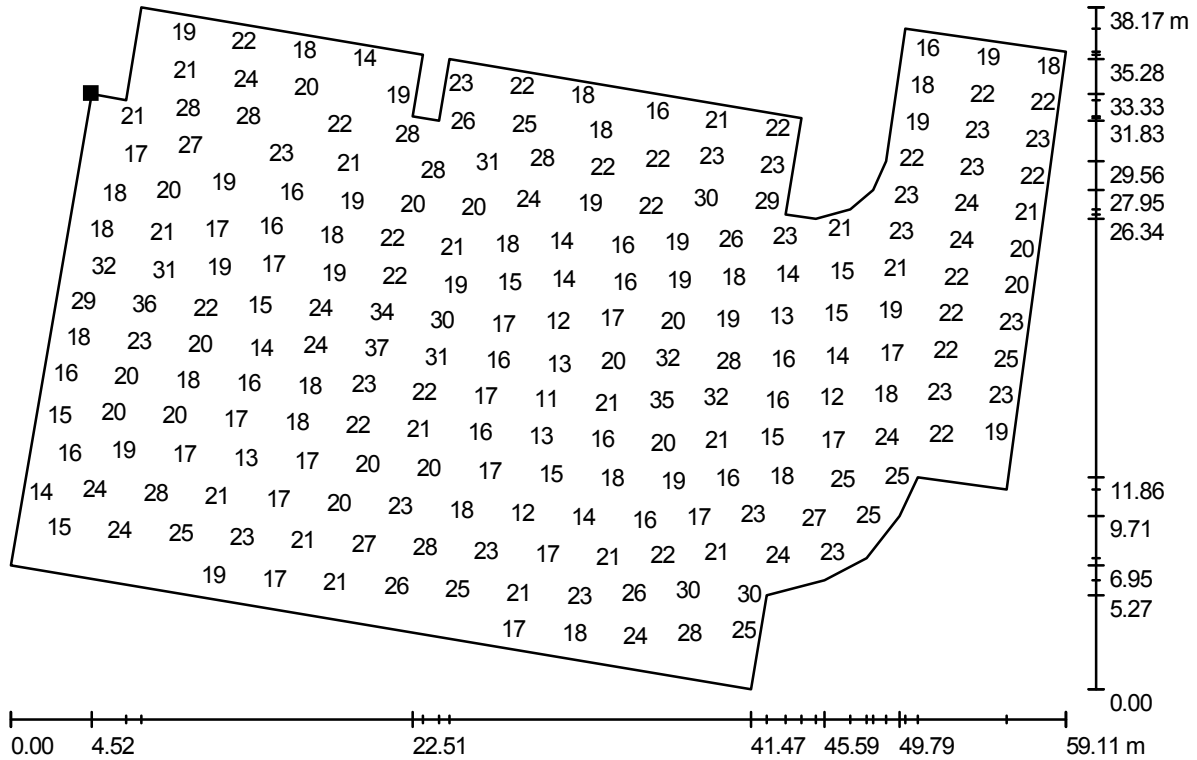 19 22 18 14 16 19 18
21 24 20 19 23 22 18 18 22 22
21 28 28 22 28 26 25 18 16 21 22 19 23 23
17 27 23 21 28 31 28 22 22 23 23 22 23 22
18 20 19 16 19 20 20 24 19 22 30 29 23 24 21
18 21 17 16 18 22 21 18 14 16 19 26 23 21 23 24 20
32 31 19 17 19 22 19 15 14 16 19 18 14 15 21 22 20
29 36 22 15 24 34 30 17 12 17 20 19 13 15 19 22 23
18 23 20 14 24 37 31 16 13 20 32 28 16 14 17 22 25
16 20 18 16 18 23 22 17 11 21 35 32 16 12 18 23 23
15 20 20 17 18 22 21 16 13 16 20 21 15 17 24 22 19
16 19 17 13 17 20 20 17 15 18 19 16 18 25 25
14 24 28 21 17 20 23 18 12 14 16 17 23 27 25
15 24 25 23 21 27 28 23 17 21 22 21 24 23
19 17 21 26 25 21 23 26 30 30
17 18 24 28 25
38.17 m
35.28
33.33
31.83
29.56
27.95
26.34
11.86
9.71
6.95
5.27
0.00
0.00 4.52 22.51 41.47 45.59 49.79 59.11 m